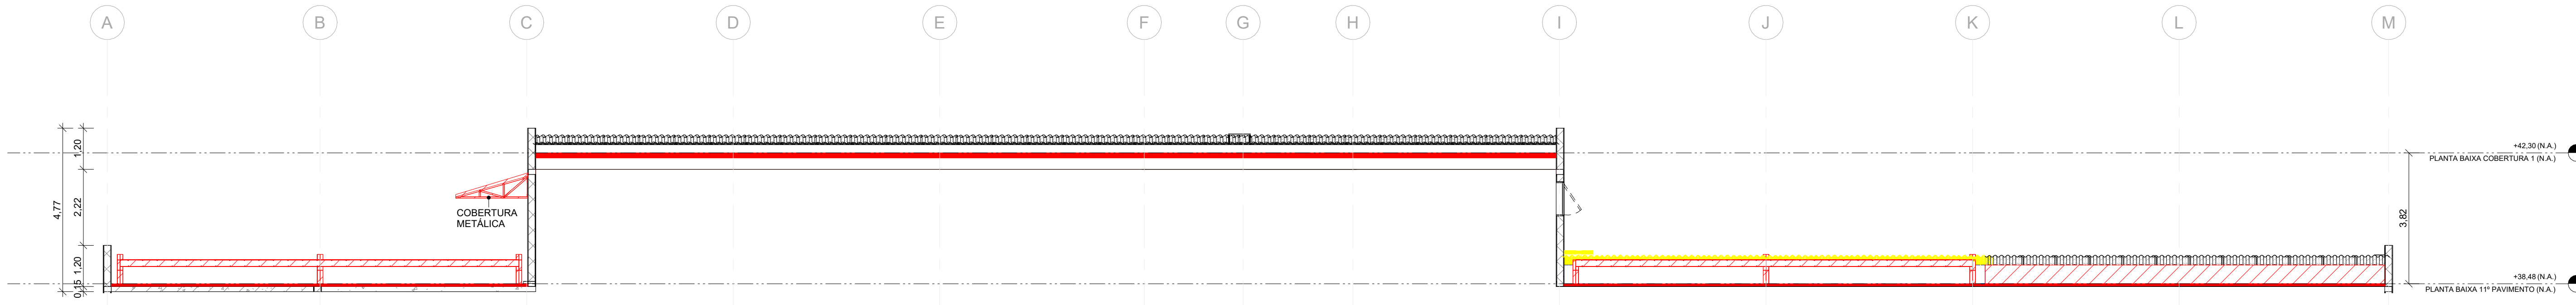 A
B
C
D
E
F
G
H
I
J
K
L
M
1,20
+42,30 (N.A.)
PLANTA BAIXA COBERTURA 1 (N.A.)
4,77
2,22
COBERTURA
METÁLICA
3,82
1,20
0,15
+38,48 (N.A.)
PLANTA BAIXA 11º PAVIMENTO (N.A.)